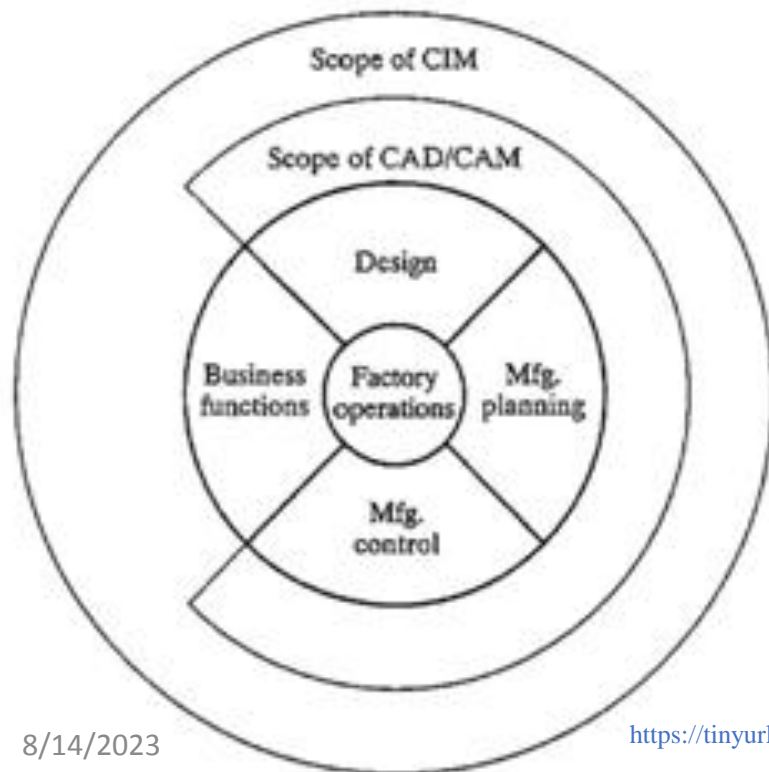 Scope of CIM
Scope of CAD/CAM
Design
Business
functions
Factory
operations
Mfg.
planning
Mfg.
control
8/14/2023
https://tinyurl